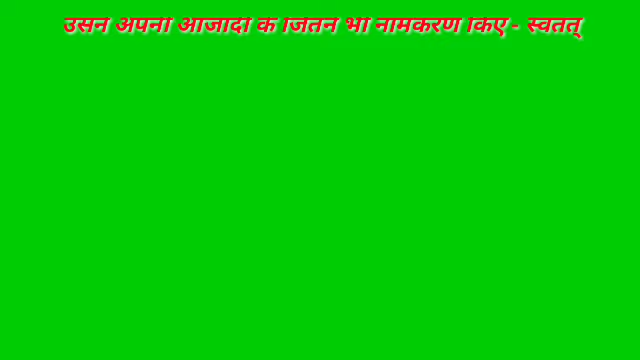 उसने अपनी आजादी के जितने भी नामकरण किए - स्वतंत्